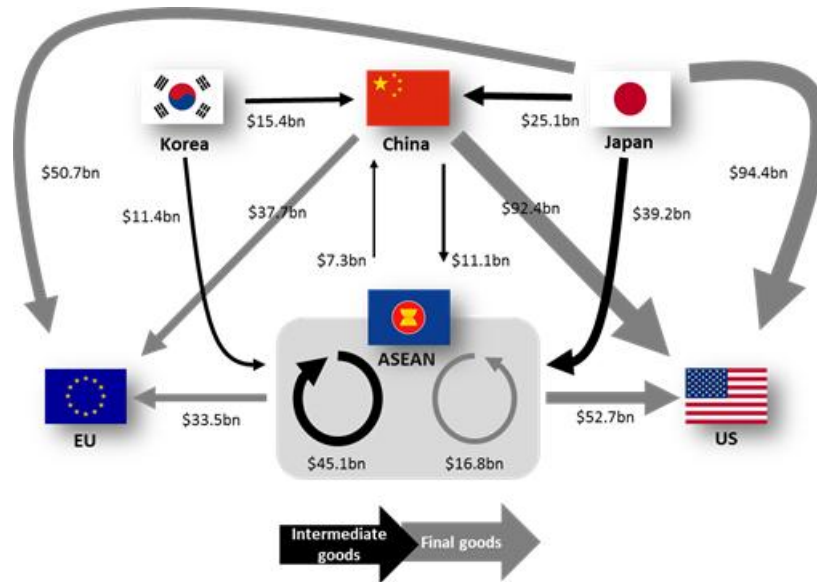 Korea
China
Japan
$15.4bn
$25.1bn
$50.7bn
$94.4bn
$11.4bn
$37.7bn
$92.4bn
$39.2bn
$7.3bn
$11.1bn
ASEAN
EU
US
$33.5bn
$52.7bn
$45.1bn
$16.8bn
Intermediate
goods
Final goods